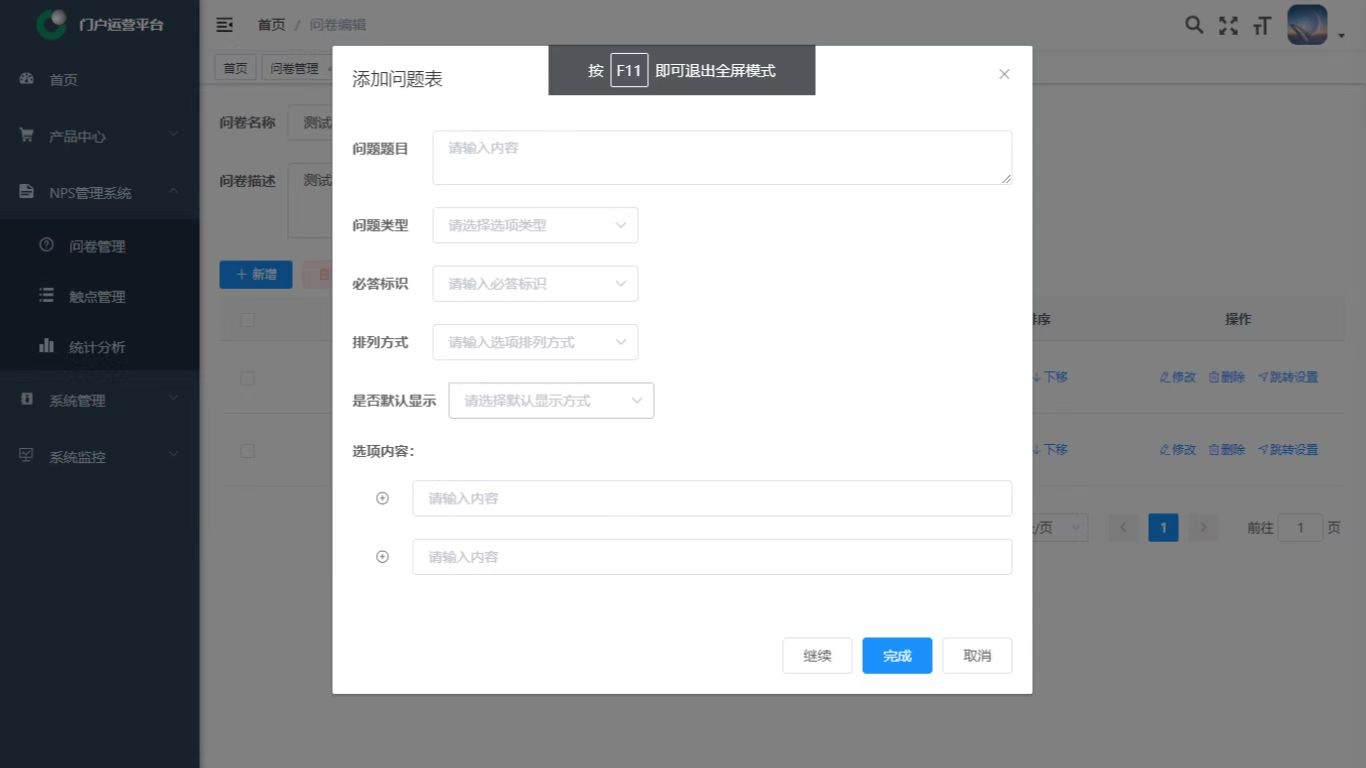 门户运营平台
首页 / 问卷编辑
首页
产品中心
NPS管理系统
问卷管理
触点管理
统计分析
系统管理
系统监控
首页
问卷管理
问卷名称
测试
问卷描述
测试
+ 新增
添加问题表
按 F11 即可退出全屏模式
问题题目
请输入内容
问题类型
请选择选项类型
必答标识
请输入必答标识
排列方式
请输入选项排列方式
是否默认显示
请选择默认显示方式
选项内容：
请输入内容
请输入内容
继续
完成
取消
序
操作
下移
修改
删除
跳转设置
下移
修改
删除
跳转设置
/页
1
前往
1
页